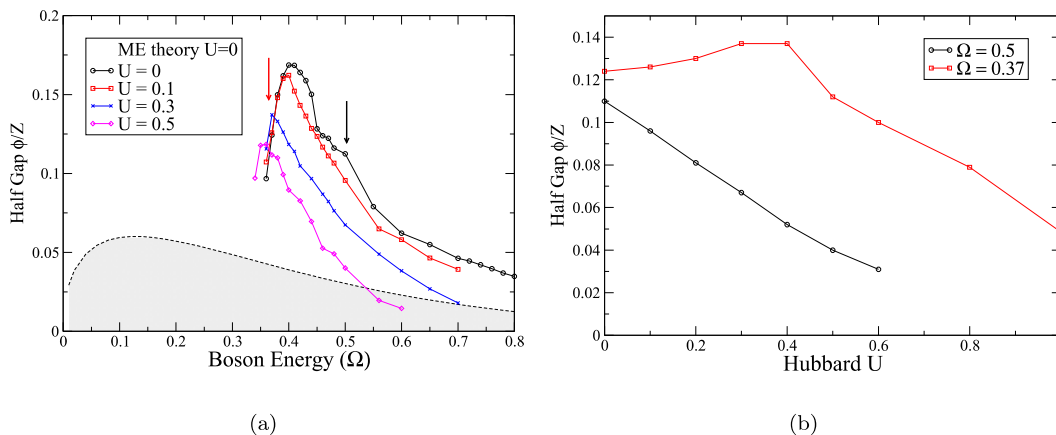 0.2
0.15
0.1
0.05
0
Half Gap ϕ/Z
ME theory U=0
U = 0
U = 0.1
U = 0.3
U = 0.5
0 0.1 0.2 0.3 0.4 0.5 0.6 0.7 0.8
Boson Energy (Ω)
(a)
0.14
0.12
0.1
0.08
0.06
0.04
0.02
0
Half Gap ϕ/Z
Ω = 0.5
Ω = 0.37
0 0.2 0.4 0.6 0.8
Hubbard U
(b)